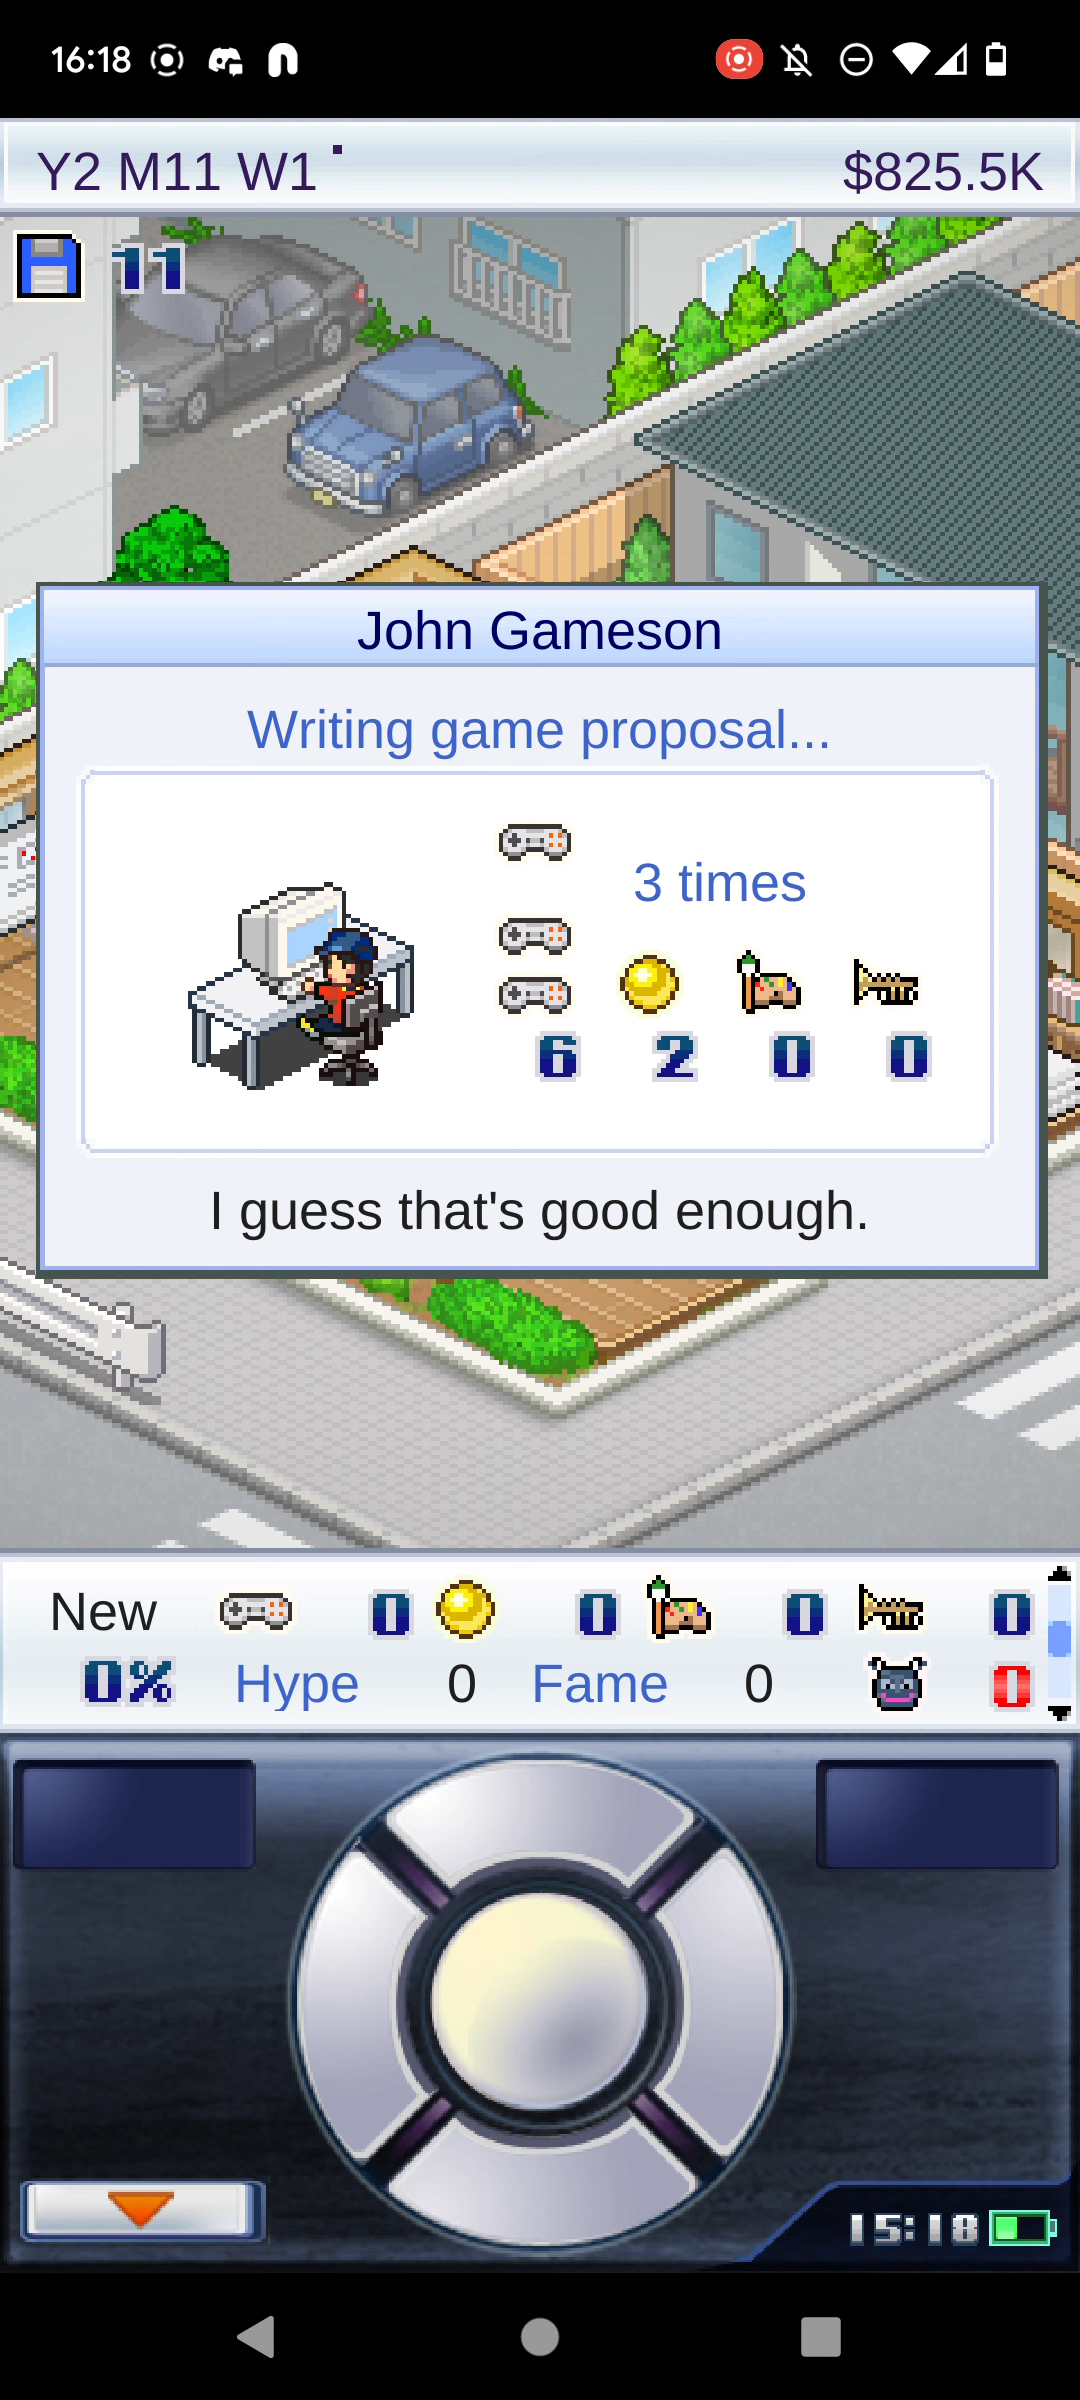 16:18
Y2 M11 W1
$825.5K
11
John Gameson
Writing game proposal...
3 times
6 2 0 0
I guess that's good enough.
New 0 0 0 0
0% Hype 0 Fame 0 0
15:18